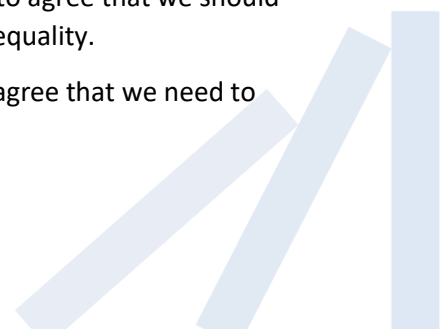 to agree that we should
equality.
agree that we need to